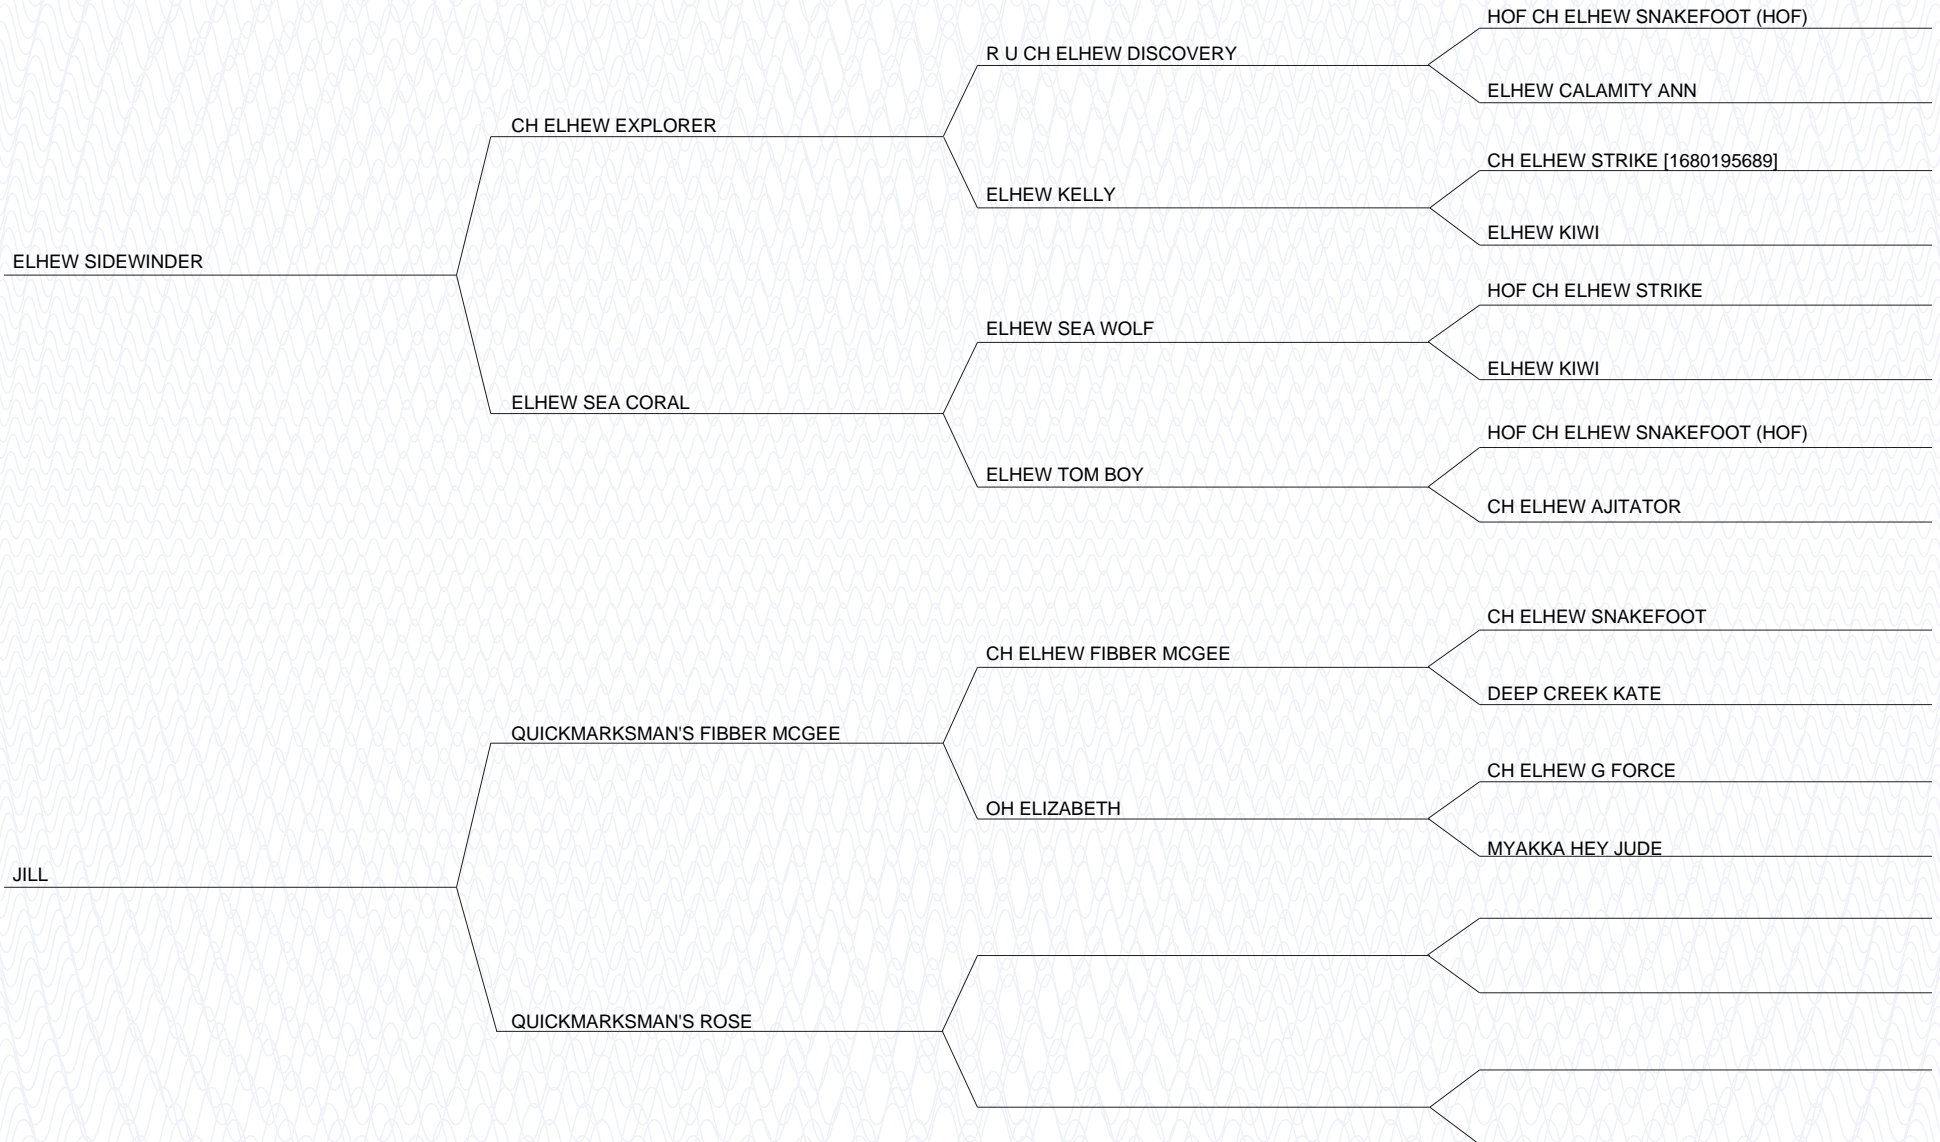 HOF CH ELHEW SNAKEFOOT (HOF)
R U CH ELHEW DISCOVERY
ELHEW CALAMITY ANN
CH ELHEW EXPLORER
CH ELHEW STRIKE [1680195689]
ELHEW KELLY
ELHEW KIWI
ELHEW SIDEWINDER
HOF CH ELHEW STRIKE
ELHEW SEA WOLF
ELHEW KIWI
ELHEW SEA CORAL
HOF CH ELHEW SNAKEFOOT (HOF)
ELHEW TOM BOY
CH ELHEW AJITATOR
CH ELHEW SNAKEFOOT
CH ELHEW FIBBER MCGEE
DEEP CREEK KATE
QUICKMARKSMAN'S FIBBER MCGEE
CH ELHEW G FORCE
OH ELIZABETH
MYAKKA HEY JUDE
JILL
QUICKMARKSMAN'S ROSE